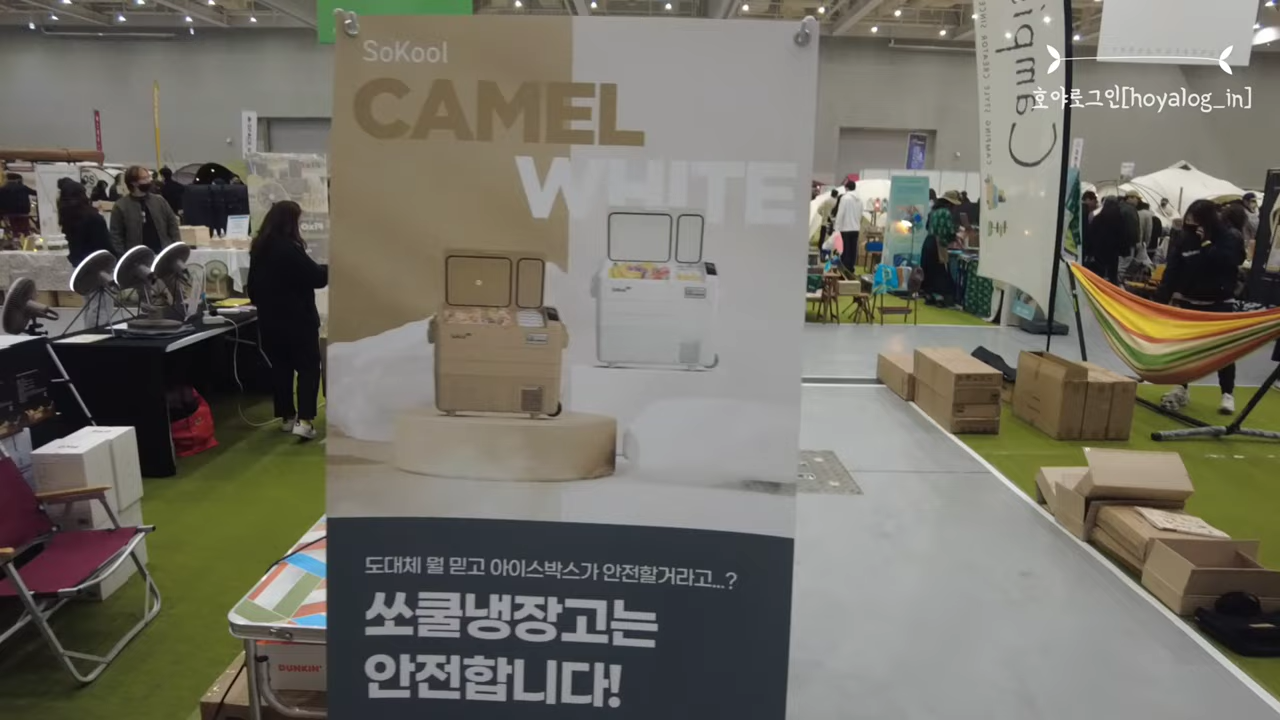 SoKool
CAMEL
WHITE
도대체 뭘 믿고 아이스박스가 안전할거라고...?
쏘쿨냉장고는
안전합니다!
호야로그인[hoyalog_in]
DUNKIN'